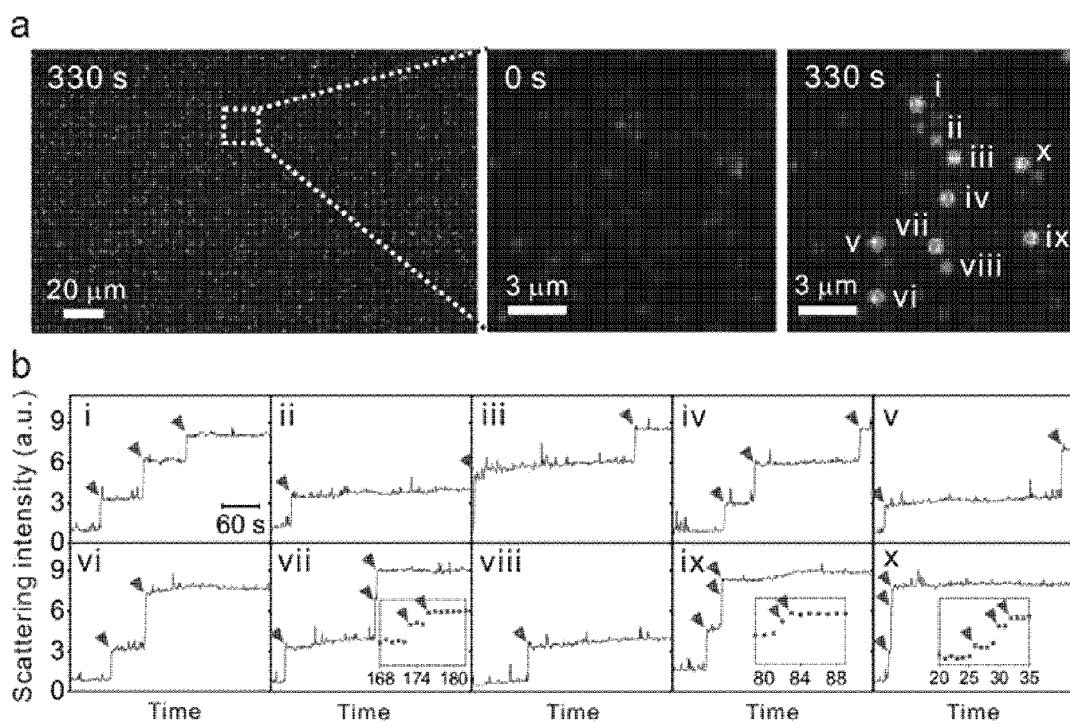 a
330 s
0 s
330 s
i
ii
iii
x
iv
vii
v
ix
viii
vi
20 μm
3 μm
3 μm
b
Scattering intensity (a.u.)
9
6
3
0
i
ii
iii
iv
v
60 s
9
6
3
0
vi
vii
viii
ix
x
168 174 180
80 84 88
20 25 30 35
Time
Time
Time
Time
Time